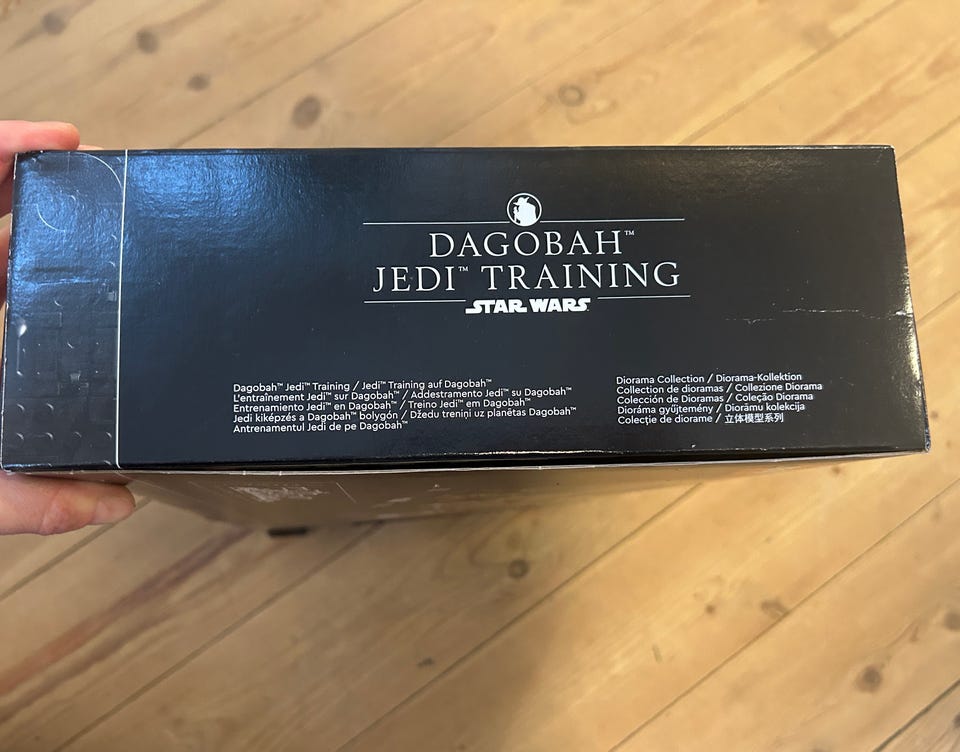 DAGOBAH™
JEDI™ TRAINING
STAR WARS
Dagobah™ Jedi™ Training / Jedi™ Training auf Dagobah™
L'entraînement Jedi™ sur Dagobah™ / Addestramento Jedi™ su Dagobah™
Entrenamiento Jedi™ en Dagobah™ / Treino Jedi™ em Dagobah™
Jedi kiképzés a Dagobah™ bolygón / Džedu treniņi uz planētas Dagobah™
Antrenamentul Jedi de pe Dagobah™
Diorama Collection / Diorama-Kollektion
Collection de dioramas / Collezione Diorama
Colección de Dioramas / Coleção Diorama
Dioráma gyűjtemény / Diorāmu kolekcija
Colecție de diorame / 立体模型系列